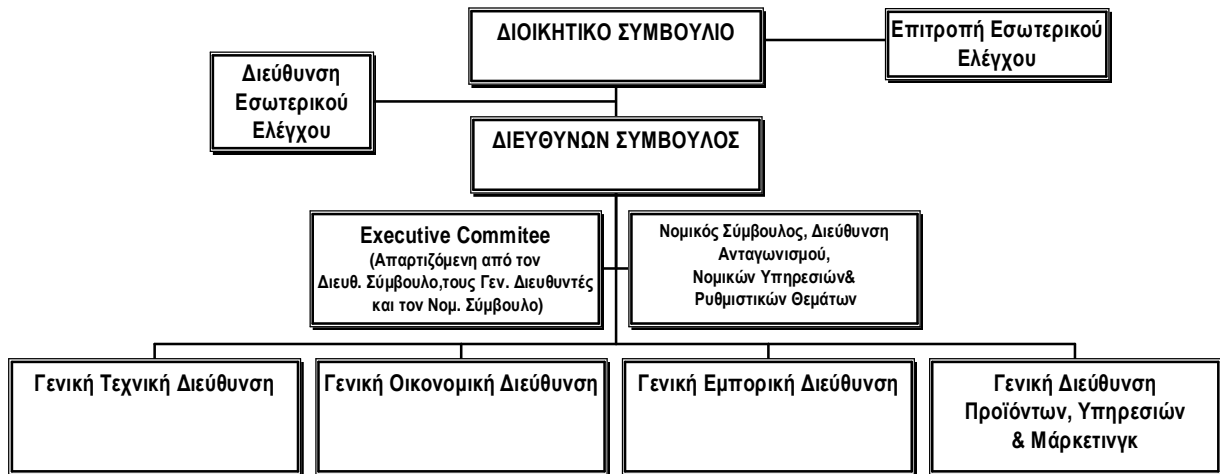 ΔΙΟΙΚΗΤΙΚΟ ΣΥΜΒΟΥΛΙΟ
Επιτροπή Εσωτερικού
Ελέγχου
Διεύθυνση
Εσωτερικού
Ελέγχου
ΔΙΕΥΘΥΝΩΝ ΣΥΜΒΟΥΛΟΣ
Executive Commitee
(Απαρτιζόμενη από τον
Διευθ. Σύμβουλο,τους Γεν. Διευθυντές
και τον Νομ. Σύμβουλο)
Νομικός Σύμβουλος, Διεύθυνση
Ανταγωνισμού,
Νομικών Υπηρεσιών&
Ρυθμιστικών Θεμάτων
Γενική Τεχνική Διεύθυνση
Γενική Οικονομική Διεύθυνση
Γενική Εμπορική Διεύθυνση
Γενική Διεύθυνση
Προϊόντων, Υπηρεσιών
& Μάρκετινγκ